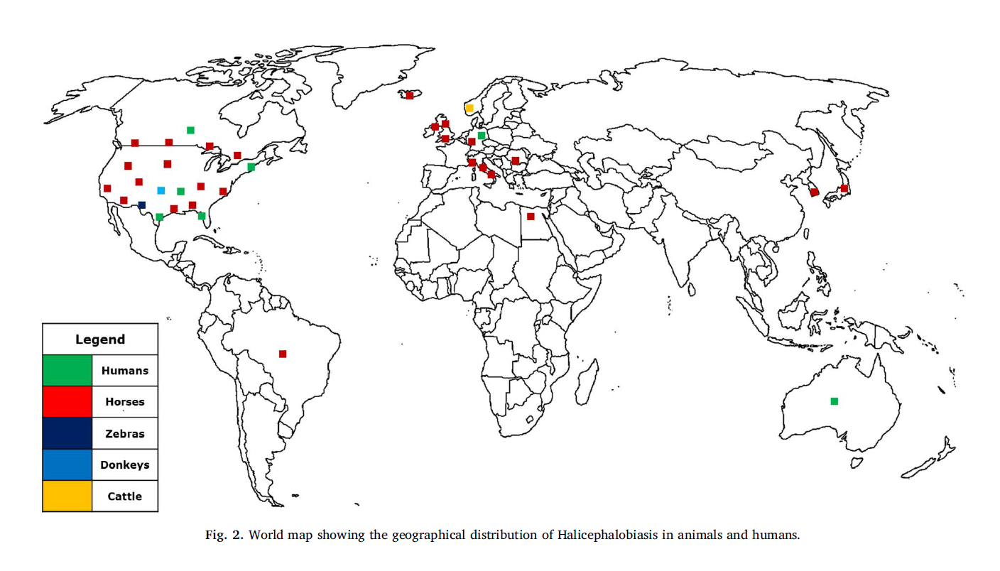 Legend
Humans
Horses
Zebras
Donkeys
Cattle
Fig. 2. World map showing the geographical distribution of Halicephalobiasis in animals and humans.